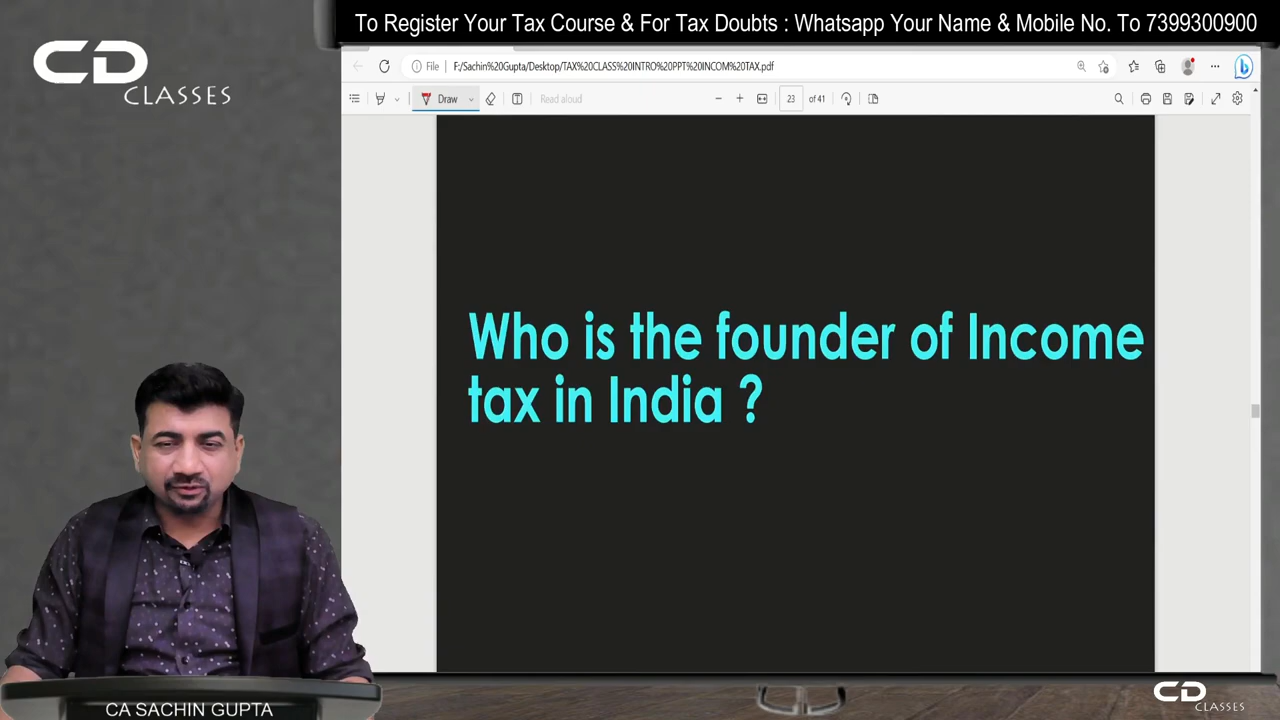 To Register Your Tax Course & For Tax Doubts : Whatsapp Your Name & Mobile No. To 7399300900
CD
CLASSES
File F:/Sachin%20Gupta/Desktop/TAX%20CLASS%20INTRO%20PPT%20INCOM%20TAX.pdf
Draw Read aloud 23 of 41
Who is the founder of Income
tax in India ?
CA SACHIN GUPTA
CD
CLASSES